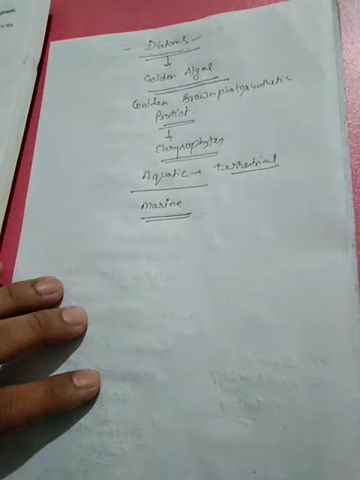 - Diatoms -
Golden Algae
Golden Brown photosynthetic
Protist
Chrysophytes
Aquatic → terrestrial
Marine